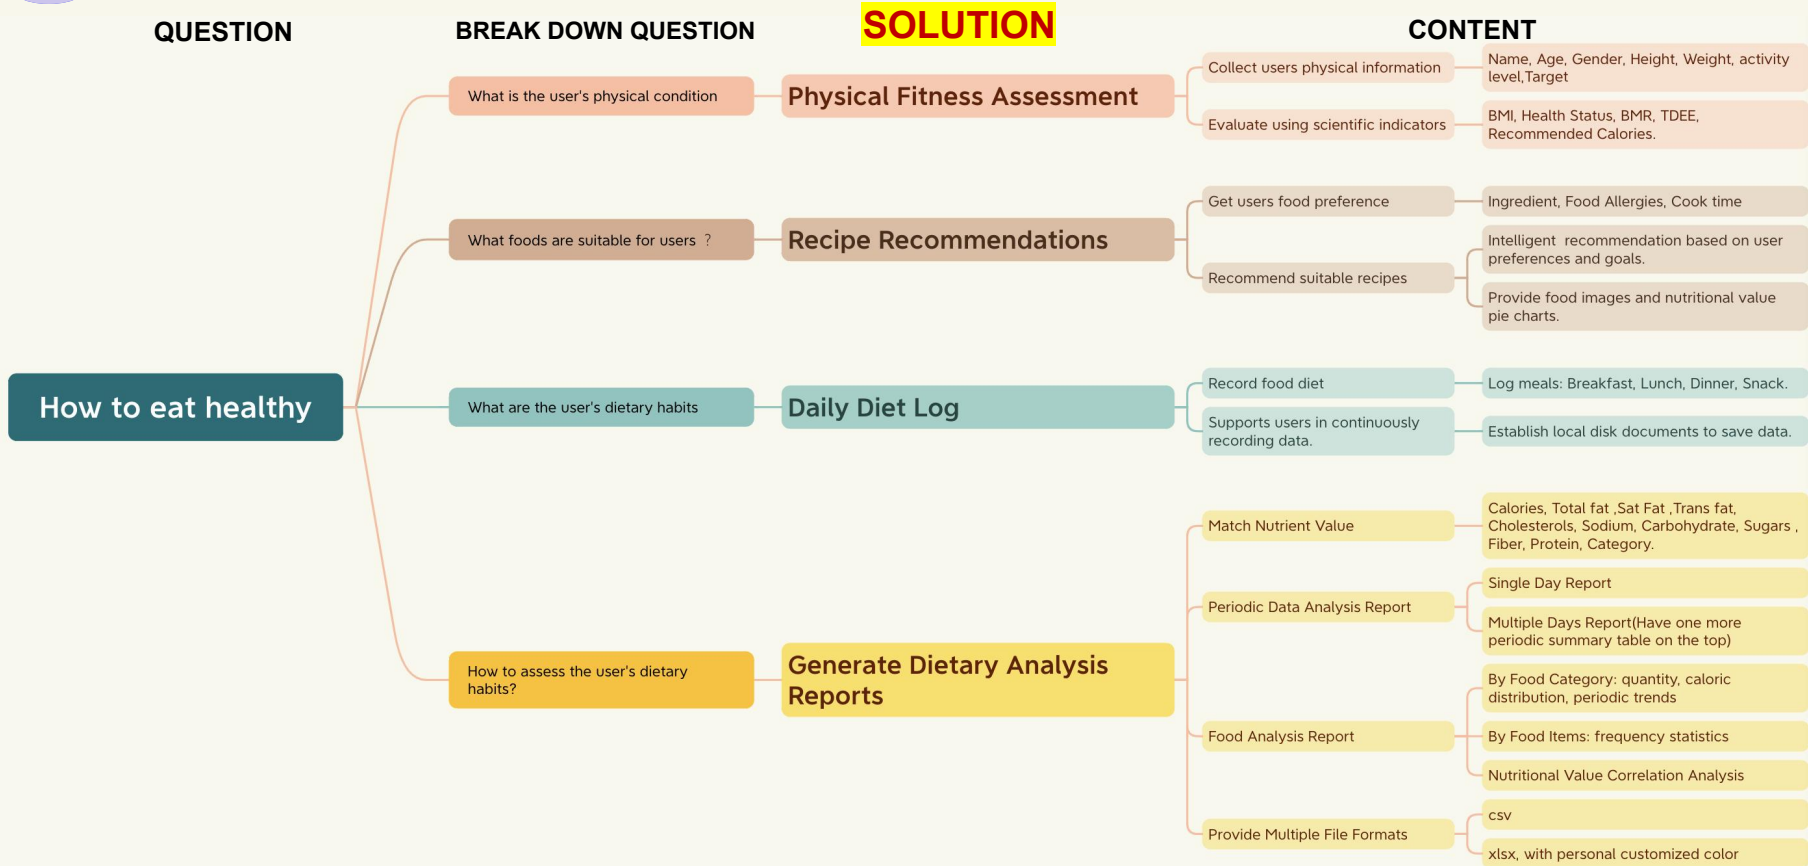 QUESTION
BREAK DOWN QUESTION
SOLUTION
CONTENT
How to eat healthy
What is the user's physical condition
Physical Fitness Assessment
Collect users physical information
Name, Age, Gender, Height, Weight, activity
level,Target
Evaluate using scientific indicators
BMI, Health Status, BMR, TDEE,
Recommended Calories.
What foods are suitable for users ？
Recipe Recommendations
Get users food preference
Ingredient, Food Allergies, Cook time
Recommend suitable recipes
Intelligent  recommendation based on user
preferences and goals.
Provide food images and nutritional value
pie charts.
What are the user's dietary habits
Daily Diet Log
Record food diet
Log meals: Breakfast, Lunch, Dinner, Snack.
Supports users in continuously
recording data.
Establish local disk documents to save data.
How to assess the user's dietary
habits?
Generate Dietary Analysis
Reports
Match Nutrient Value
Calories, Total fat ,Sat Fat ,Trans fat,
Cholesterols, Sodium, Carbohydrate, Sugars ,
Fiber, Protein, Category.
Periodic Data Analysis Report
Single Day Report
Multiple Days Report(Have one more
periodic summary table on the top)
Food Analysis Report
By Food Category: quantity, caloric
distribution, periodic trends
By Food Items: frequency statistics
Nutritional Value Correlation Analysis
Provide Multiple File Formats
csv
xlsx, with personal customized color